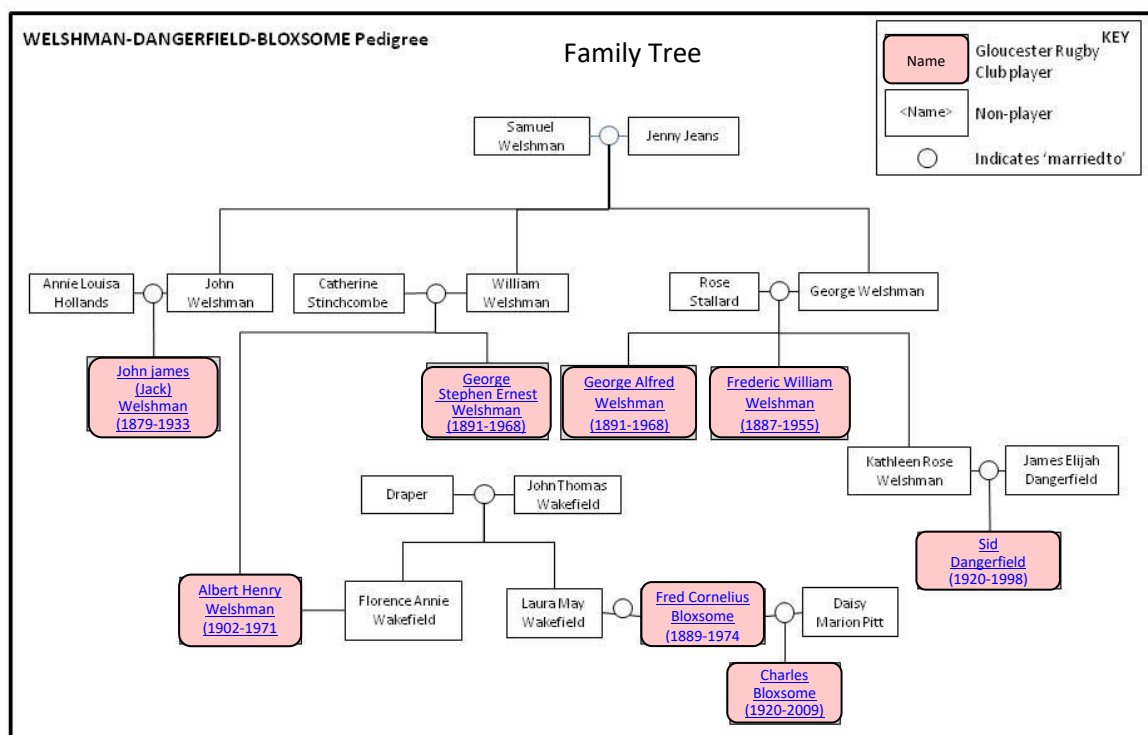 WELSHMAN-DANGERFIELD-BLOXSOME Pedigree
Family Tree
KEY
Name
Gloucester Rugby
Club player
<Name>
Non-player
Indicates 'married to'
Samuel
Welshman
Jenny Jeans
Annie Louisa
Hollands
John
Welshman
Catherine
Stinchcombe
William
Welshman
Rose
Stallard
George Welshman
John james
(Jack)
Welshman
(1879-1933
George
Stephen Ernest
Welshman
(1891-1968)
George Alfred
Welshman
(1891-1968)
Frederic William
Welshman
(1887-1955)
Kathleen Rose
Welshman
James Elijah
Dangerfield
Draper
John Thomas
Wakefield
Sid
Dangerfield
(1920-1998)
Albert Henry
Welshman
(1902-1971
Florence Annie
Wakefield
Laura May
Wakefield
Fred Cornelius
Bloxsome
(1889-1974
Daisy
Marion Pitt
Charles
Bloxsome
(1920-2009)